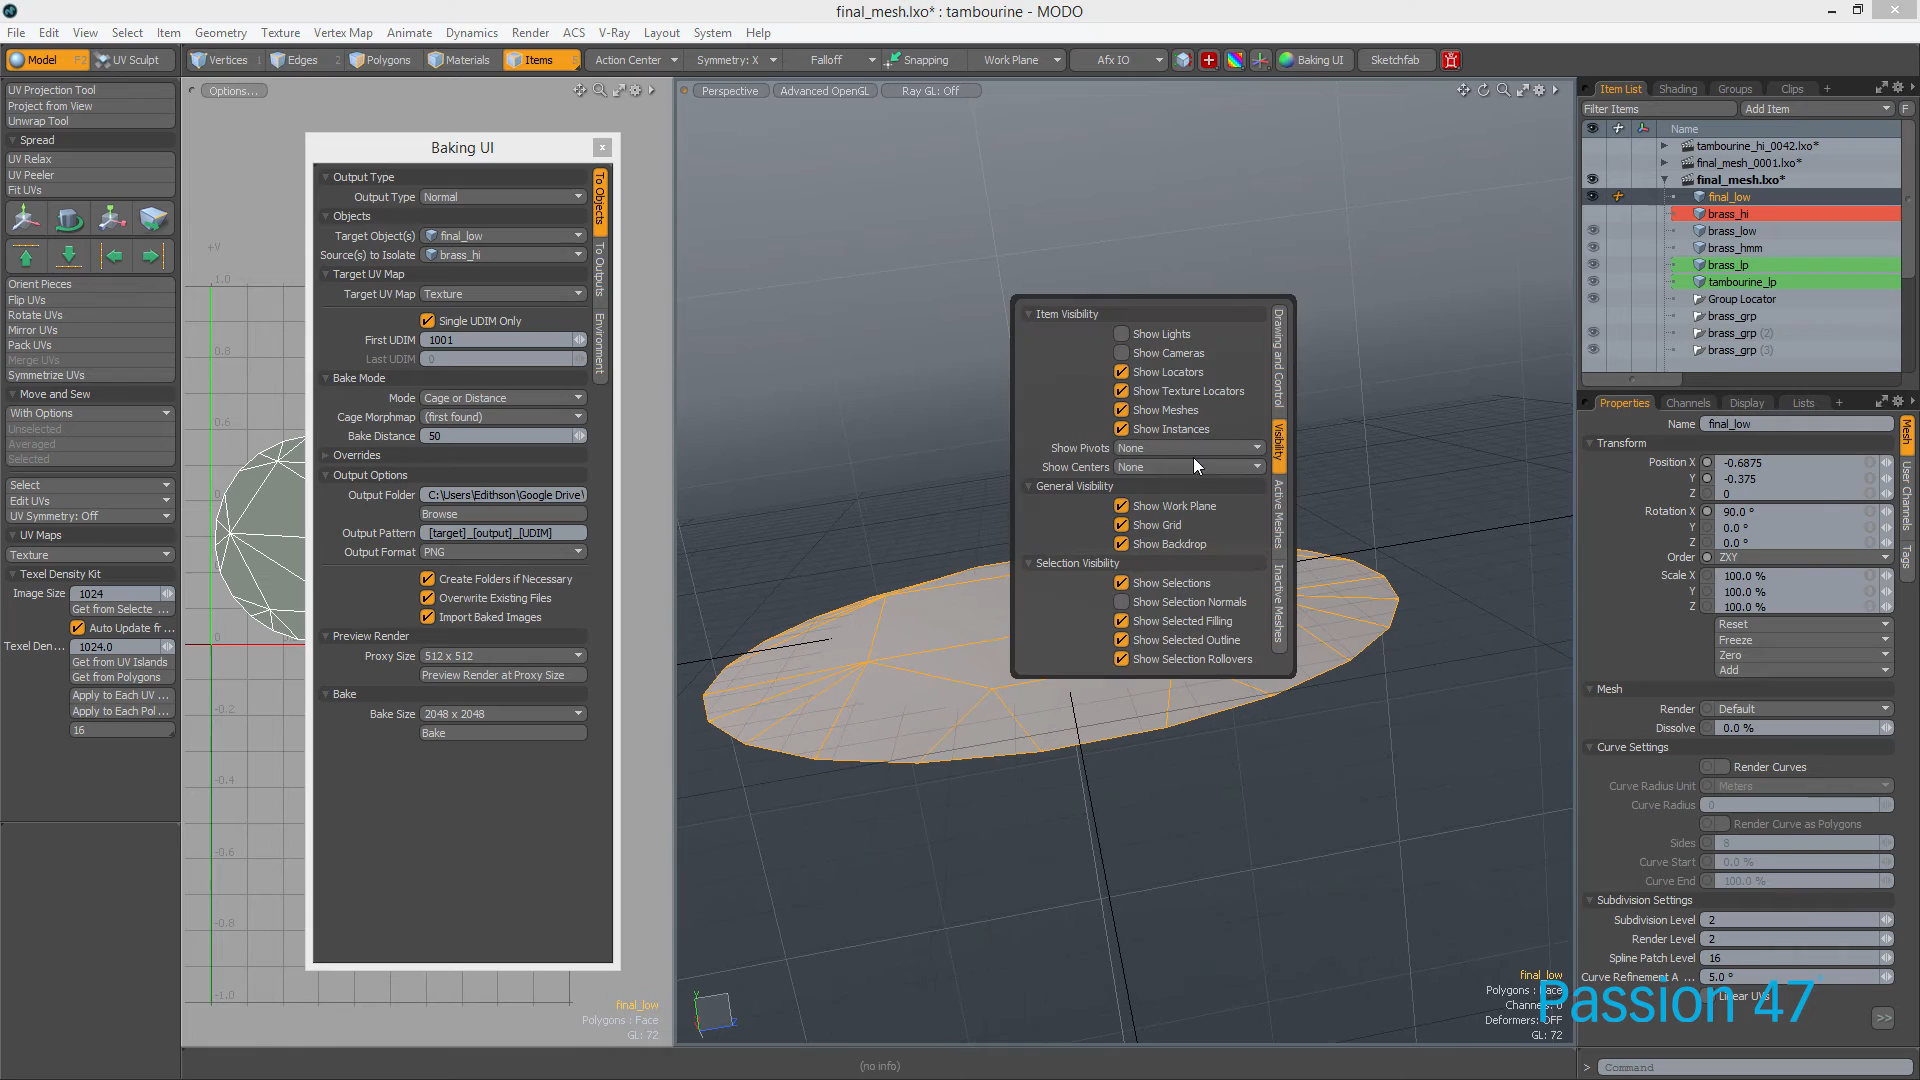 final_mesh.lxo* : tambourine - MODO
File Edit View Select Item Geometry Texture Vertex Map Animate Dynamics Render ACS V-Ray Layout System Help
Model F2 UV Sculpt Vertices 1 Edges 2 Polygons Materials Items 5 Action Center Symmetry: X Falloff Snapping Work Plane Afx IO Baking UI Sketchfab
UV Projection Tool
Project from View
Unwrap Tool
Spread
UV Relax
UV Peeler
Fit UVs
Orient Pieces
Flip UVs
Rotate UVs
Mirror UVs
Pack UVs
Merge UVs
Symmetrize UVs
Move and Sew
With Options
Unselected
Averaged
Selected
Select
Edit UVs
UV Symmetry: Off
UV Maps
Texture
Texel Density Kit
Image Size 1024
Get from Selecte ...
Auto Update fr ...
Texel Den... 1024.0
Get from UV Islands
Get from Polygons
Apply to Each UV ...
Apply to Each Pol ...
16
Options...
+V
1.0
0.8
0.6
0
-0.2
-0.4
-0.6
-0.8
-1.0
final_low
Polygons : Face
GL: 72
Baking UI
x
Output Type
Output Type Normal
Objects
Target Object(s) final_low
Source(s) to Isolate brass_hi
Target UV Map
Target UV Map Texture
Single UDIM Only
First UDIM 1001
Last UDIM 0
Bake Mode
Mode Cage or Distance
Cage Morphmap (first found)
Bake Distance 50
Overrides
Output Options
Output Folder C:\Users\Edithson\Google Drive\
Browse
Output Pattern [target]_[output]_[UDIM]
Output Format PNG
Create Folders if Necessary
Overwrite Existing Files
Import Baked Images
Preview Render
Proxy Size 512 x 512
Preview Render at Proxy Size
Bake
Bake Size 2048 x 2048
Bake
To Objects
To Outputs
Environment
Perspective Advanced OpenGL Ray GL: Off
Item Visibility
Show Lights
Show Cameras
Show Locators
Show Texture Locators
Show Meshes
Show Instances
Show Pivots None
Show Centers None
General Visibility
Show Work Plane
Show Grid
Show Backdrop
Selection Visibility
Show Selections
Show Selection Normals
Show Selected Filling
Show Selected Outline
Show Selection Rollovers
Drawing and Control
Visibility
Active Meshes
Inactive Meshes
final_low
Polygons : Face
Channels: 0
Deformers: OFF
GL: 72
(no info)
Item List Shading Groups Clips +
Filter Items Add Item F
Name
tambourine_hi_0042.lxo*
final_mesh_0001.lxo*
final_mesh.lxo*
final_low
brass_hi
brass_low
brass_hmm
brass_lp
tambourine_lp
Group Locator
brass_grp
brass_grp (2)
brass_grp (3)
Properties Channels Display Lists +
Name final_low
Transform
Position X -0.6875
Y -0.375
Z 0
Rotation X 90.0 °
Y 0.0 °
Z 0.0 °
Order ZXY
Scale X 100.0 %
Y 100.0 %
Z 100.0 %
Reset
Freeze
Zero
Add
Mesh
Render Default
Dissolve 0.0 %
Curve Settings
Render Curves
Curve Radius Unit Meters
Curve Radius 0
Render Curve as Polygons
Sides 8
Curve Start 0.0 %
Curve End 100.0 %
Subdivision Settings
Subdivision Level 2
Render Level 2
Spline Patch Level 16
Curve Refinement A ... 5.0 °
Linear UVs
Mesh
User Channels
Tags
Passion 47
>>
> Command